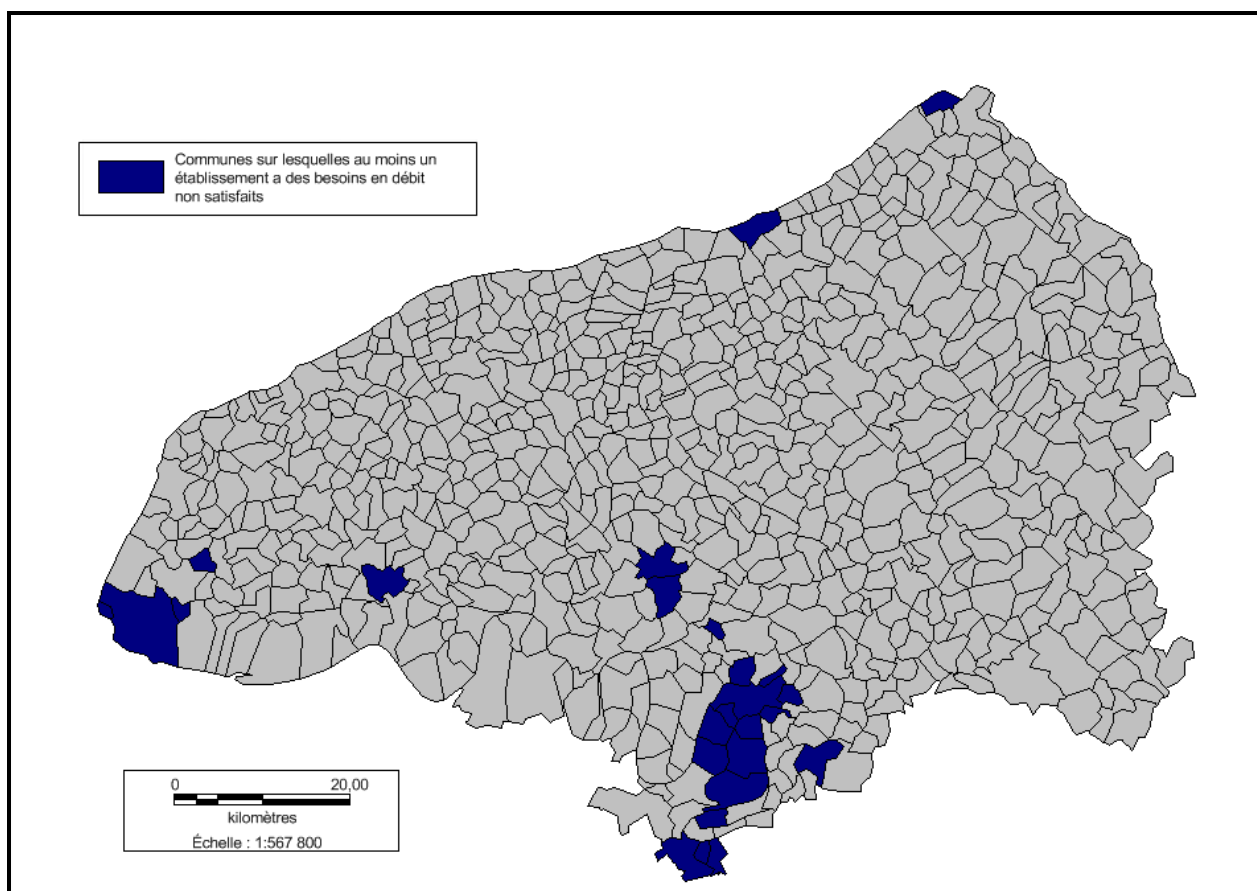 Communes sur lesquelles au moins un
établissement a des besoins en débit
non satisfaits
0 20,00
kilomètres
Échelle : 1:567 800